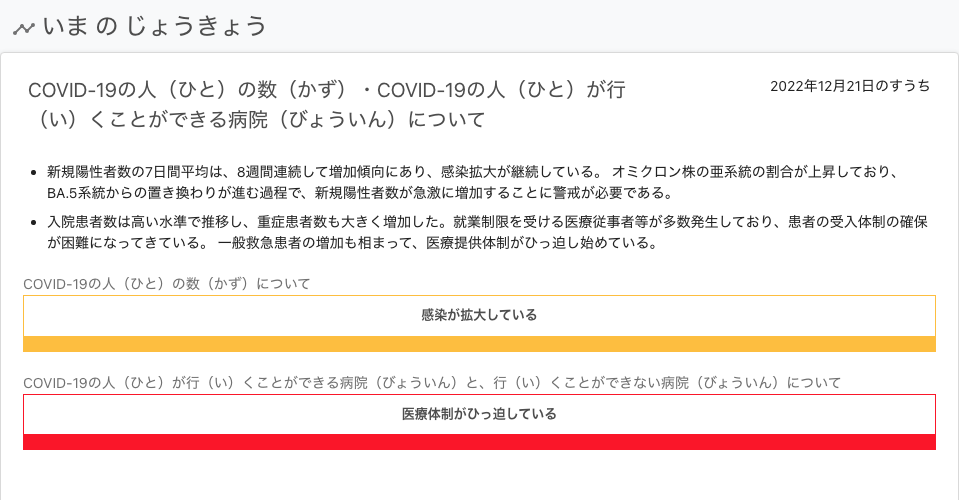 いま の じょうきょう
COVID-19の人（ひと）の数（かず）・COVID-19の人（ひと）が行
（い）くことができる病院（びょういん）について
2022年12月21日のすうち
• 新規陽性者数の7日間平均は、8週間連続して増加傾向にあり、感染拡大が継続している。 オミクロン株の亜系統の割合が上昇しており、
BA.5系統からの置き換わりが進む過程で、新規陽性者数が急激に増加することに警戒が必要である。
• 入院患者数は高い水準で推移し、重症患者数も大きく増加した。就業制限を受ける医療従事者等が多数発生しており、患者の受入体制の確保
が困難になってきている。 一般救急患者の増加も相まって、医療提供体制がひっ迫し始めている。
COVID-19の人（ひと）の数（かず）について
感染が拡大している
COVID-19の人（ひと）が行（い）くことができる病院（びょういん）と、行（い）くことができない病院（びょういん）について
医療体制がひっ迫している